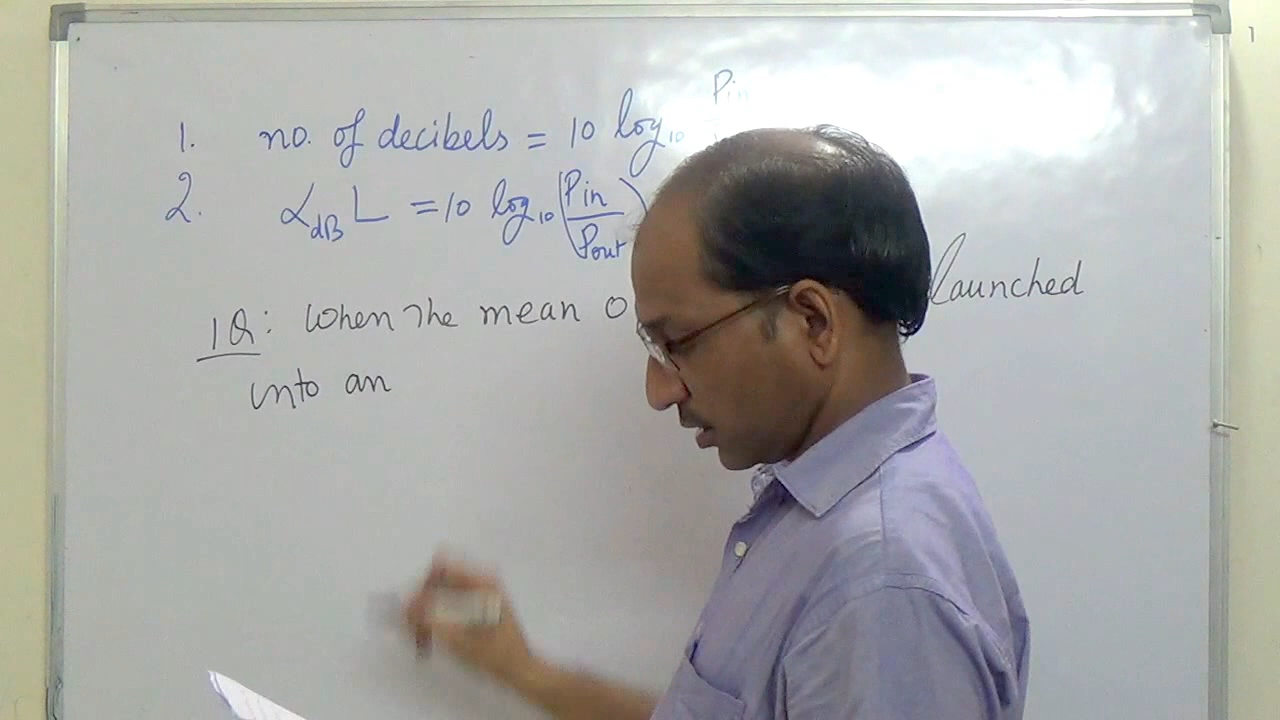 1. no. of decibels = 10 log10 Pin
2. αdB L = 10 log10 (Pin/Pout)
1Q: When the mean launched
into an